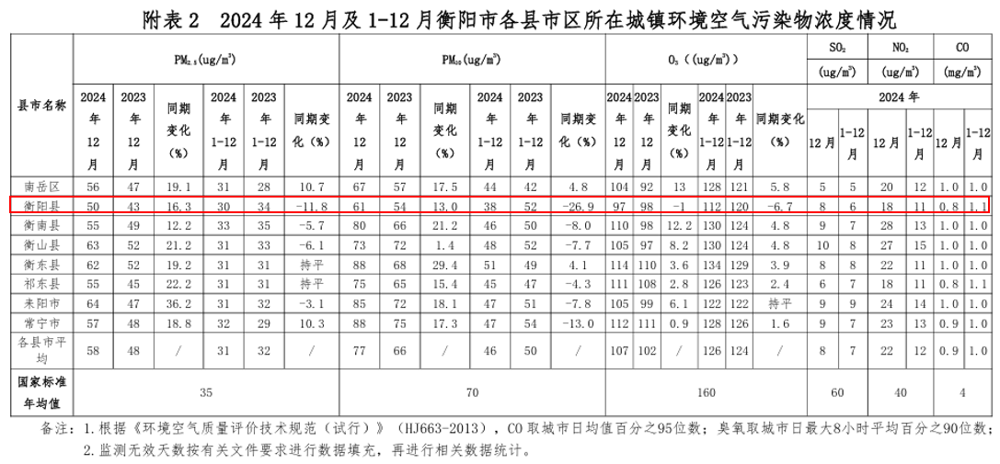 附表2 2024年12月及1-12月衡阳市各县市区所在城镇环境空气污染物浓度情况
县市名称 PM₂.₅(ug/m³) PM₁₀(ug/m³) O₃((ug/m³)) SO₂ NO₂ CO
(ug/m³) (ug/m³) (mg/m³)
2024年12月 2023年12月 同期变化(%) 2024年1-12月 2023年1-12月 同期变化(%) 2024年12月 2023年12月 同期变化(%) 2024年1-12月 2023年1-12月 同期变化(%) 2024年12月 2023年12月 同期变化(%) 2024年1-12月 2023年1-12月 同期变化(%) 2024年
12月 1-12月 12月 1-12月 12月 1-12月
南岳区 56 47 19.1 31 28 10.7 67 57 17.5 44 42 4.8 104 92 13 128 121 5.8 5 5 20 12 1.0 1.0
衡阳县 50 43 16.3 30 34 -11.8 61 54 13.0 38 52 -26.9 97 98 -1 112 120 -6.7 8 6 18 11 0.8 1.1
衡南县 55 49 12.2 33 35 -5.7 80 66 21.2 46 50 -8.0 110 98 12.2 130 124 4.8 9 7 28 13 1.0 1.0
衡山县 63 52 21.2 31 33 -6.1 73 72 1.4 48 52 -7.7 105 97 8.2 130 124 4.8 10 8 27 15 1.0 1.0
衡东县 62 52 19.2 31 31 持平 88 68 29.4 51 49 4.1 114 110 3.6 134 129 3.9 8 8 22 11 1.0 1.0
祁东县 55 45 22.2 31 31 持平 75 65 15.4 45 47 -4.3 111 108 2.8 126 123 2.4 6 7 18 11 0.8 1.1
耒阳市 64 47 36.2 31 32 -3.1 85 72 18.1 47 51 -7.8 105 99 6.1 122 122 持平 9 9 24 14 1.0 1.0
常宁市 57 48 18.8 32 29 10.3 88 75 17.3 47 54 -13.0 112 111 0.9 128 126 1.6 9 7 23 13 0.9 1.0
各县市平均 58 48 / 31 32 / 77 66 / 46 50 / 107 102 / 126 124 / 8 7 22 12 0.9 1.0
国家标准年均值 35 70 160 60 40 4
备注：1.根据《环境空气质量评价技术规范（试行）》（HJ663-2013），CO取城市日均值百分之95位数；臭氧取城市日最大8小时平均百分之90位数；
2.监测无效天数按有关文件要求进行数据填充，再进行相关数据统计。